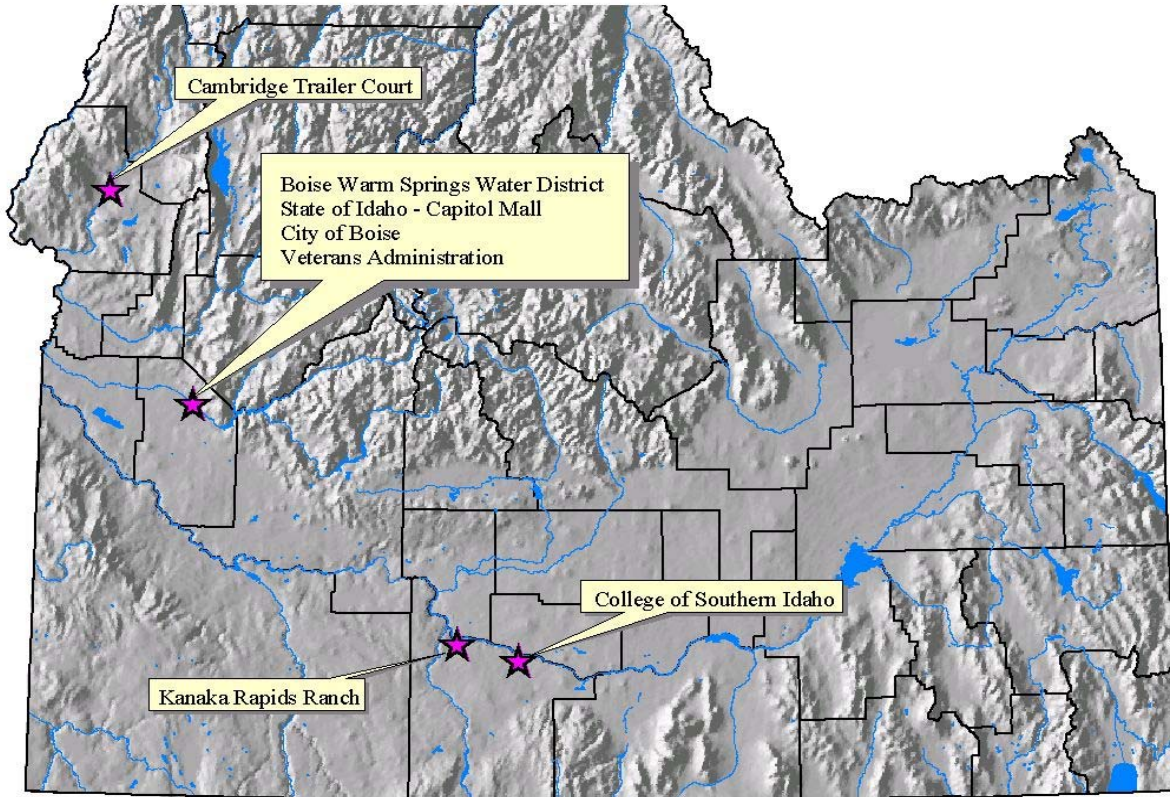 Cambridge Trailer Court
Boise Warm Springs Water District
State of Idaho - Capitol Mall
City of Boise
Veterans Administration
College of Southern Idaho
Kanaka Rapids Ranch